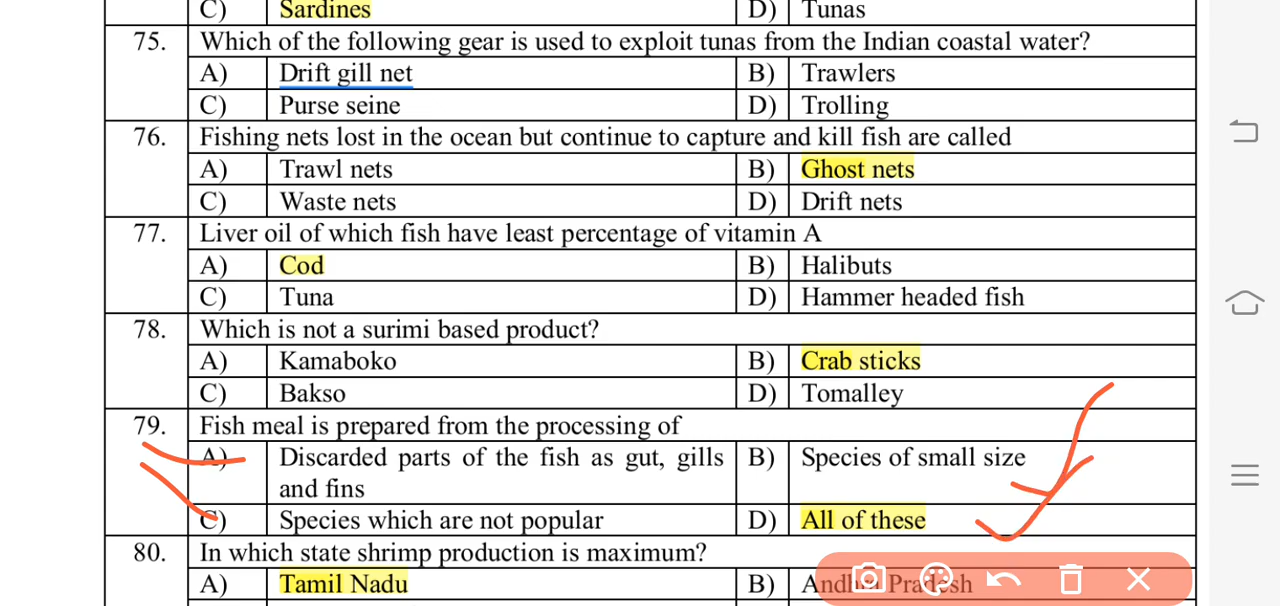 C) Sardines D) Tunas
75. Which of the following gear is used to exploit tunas from the Indian coastal water?
A) Drift gill net B) Trawlers
C) Purse seine D) Trolling
76. Fishing nets lost in the ocean but continue to capture and kill fish are called
A) Trawl nets B) Ghost nets
C) Waste nets D) Drift nets
77. Liver oil of which fish have least percentage of vitamin A
A) Cod B) Halibuts
C) Tuna D) Hammer headed fish
78. Which is not a surimi based product?
A) Kamaboko B) Crab sticks
C) Bakso D) Tomalley
79. Fish meal is prepared from the processing of
A) Discarded parts of the fish as gut, gills B) Species of small size
and fins
C) Species which are not popular D) All of these
80. In which state shrimp production is maximum?
A) Tamil Nadu B) Andhra Pradesh